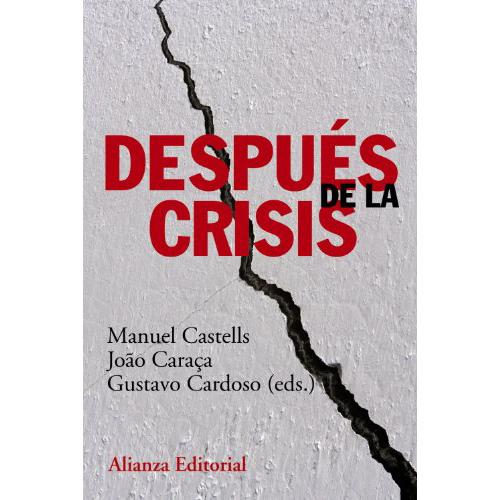 DESPUÉS
DE LA
CRISIS
Manuel Castells
João Caraça
Gustavo Cardoso (eds.)
Alianza Editorial